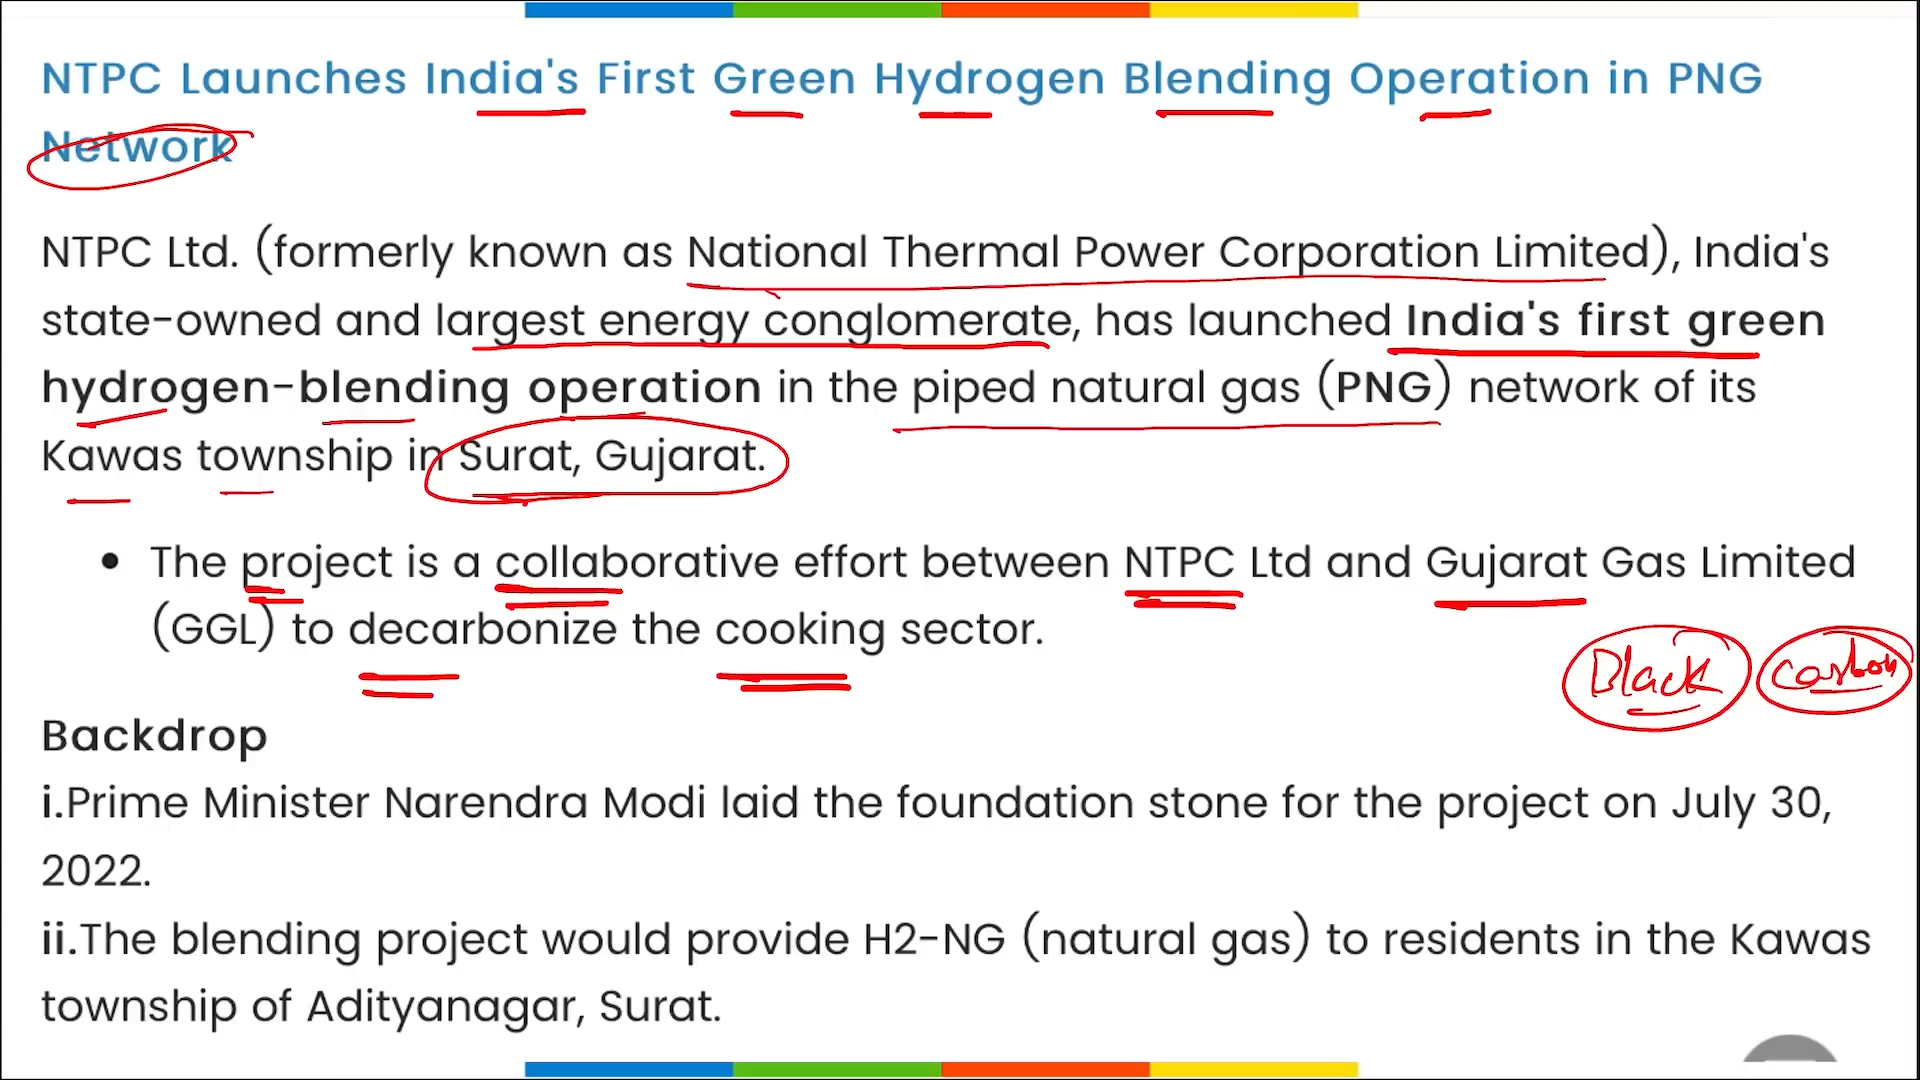 NTPC Launches India's First Green Hydrogen Blending Operation in PNG
Network
NTPC Ltd. (formerly known as National Thermal Power Corporation Limited), India's
state-owned and largest energy conglomerate, has launched India's first green
hydrogen-blending operation in the piped natural gas (PNG) network of its
Kawas township in Surat, Gujarat.
• The project is a collaborative effort between NTPC Ltd and Gujarat Gas Limited
(GGL) to decarbonize the cooking sector.
Black carbon
Backdrop
i.Prime Minister Narendra Modi laid the foundation stone for the project on July 30,
2022.
ii.The blending project would provide H2-NG (natural gas) to residents in the Kawas
township of Adityanagar, Surat.